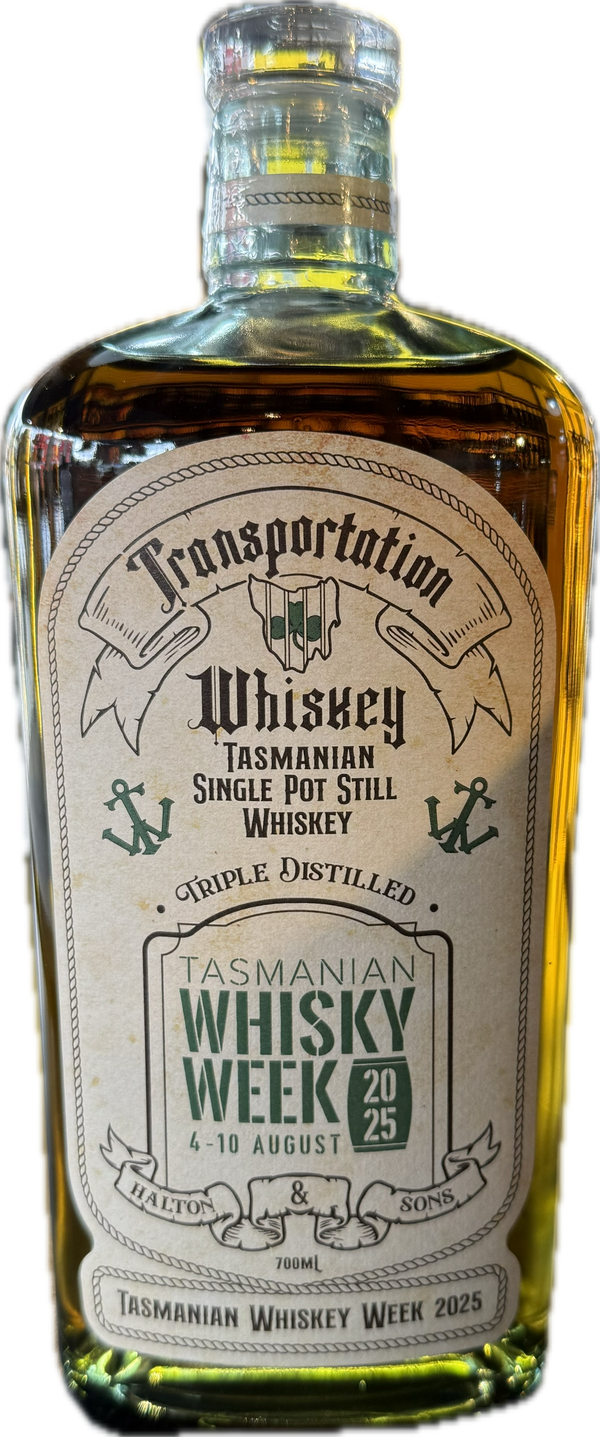 Transportation
Whiskey
TASMANIAN
SINGLE POT STILL
WHISKEY
TRIPLE DISTILLED
TASMANIAN
WHISKY
WEEK
20
25
4-10 AUGUST
HALTON & SONS
700ML
TASMANIAN WHISKEY WEEK 2025